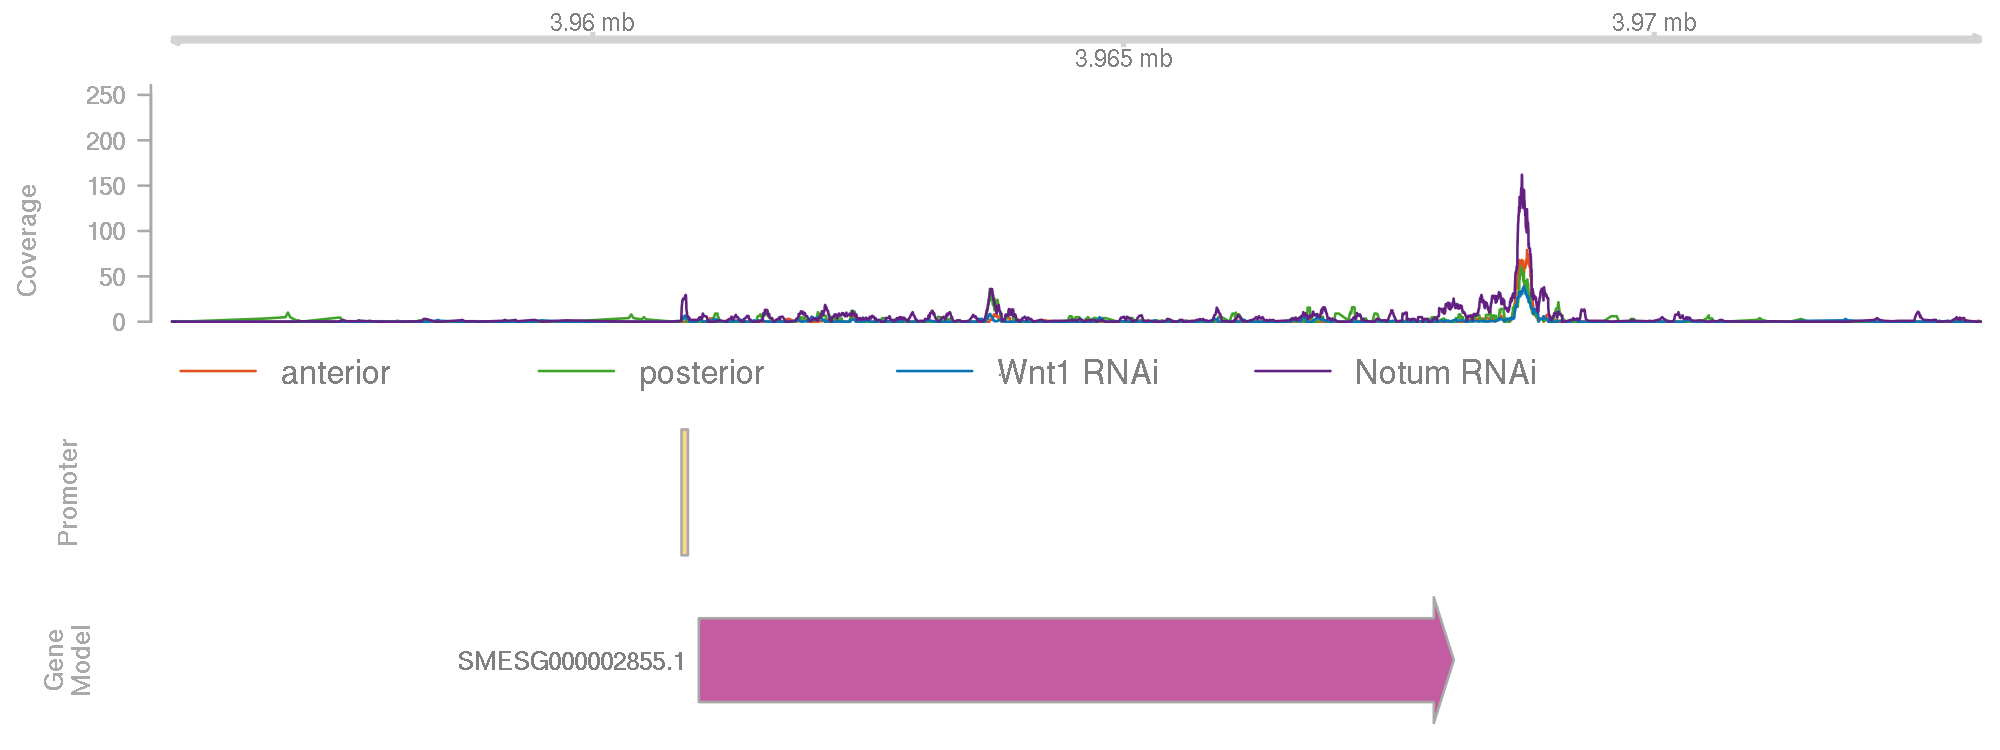 3.96 mb
3.97 mb
3.965 mb
Coverage
250
200
150
100
50
0
anterior
posterior
Wnt1 RNAi
Notum RNAi
Promoter
Gene
Model
SMESG000002855.1